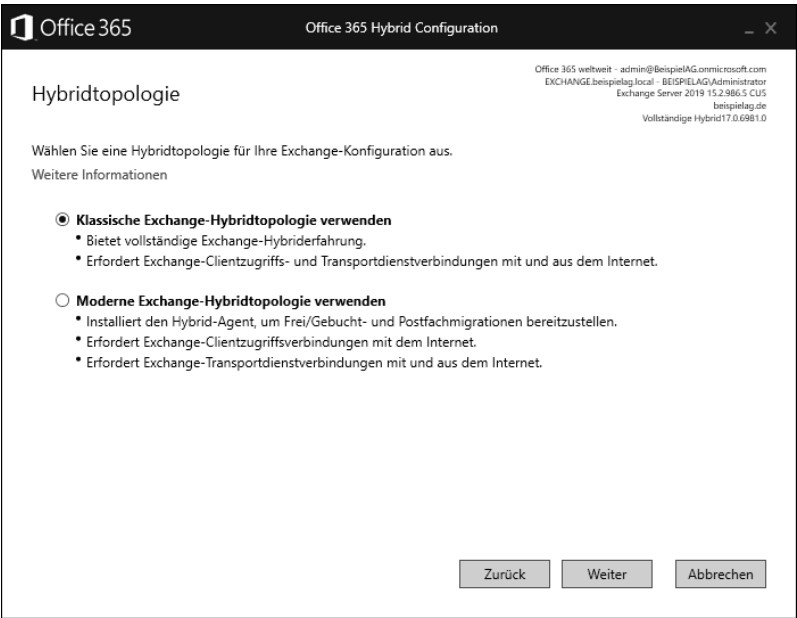 Office 365
Office 365 Hybrid Configuration
Office 365 weltweit - admin@BeispielAG.onmicrosoft.com
EXCHANGE.beispielag.local - BEISPIELAG\Administrator
Exchange Server 2019 15.2.986.5 CU5
beispielag.de
Vollständige Hybrid17.0.6981.0
Hybridtopologie
Wählen Sie eine Hybridtopologie für Ihre Exchange-Konfiguration aus.
Weitere Informationen
Klassische Exchange-Hybridtopologie verwenden
• Bietet vollständige Exchange-Hybriderfahrung.
• Erfordert Exchange-Clientzugriffs- und Transportdienstverbindungen mit und aus dem Internet.
Moderne Exchange-Hybridtopologie verwenden
• Installiert den Hybrid-Agent, um Frei/Gebucht- und Postfachmigrationen bereitzustellen.
• Erfordert Exchange-Clientzugriffsverbindungen mit dem Internet.
• Erfordert Exchange-Transportdienstverbindungen mit und aus dem Internet.
Zurück
Weiter
Abbrechen